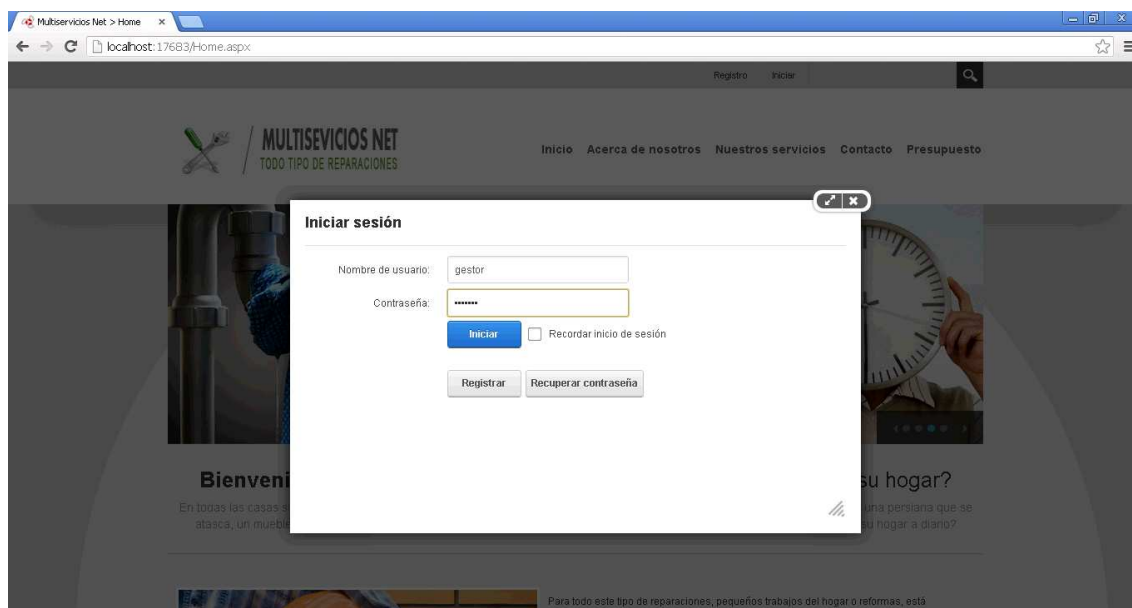 Multiservicios Net > Home
localhost:17683/Home.aspx
Registro Iniciar
MULTISEVICIOS NET
TODO TIPO DE REPARACIONES
Inicio Acerca de nosotros Nuestros servicios Contacto Presupuesto
Iniciar sesión
Nombre de usuario: gestor
Contraseña: •••••••
Iniciar Recordar inicio de sesión
Registrar Recuperar contraseña
Bienveni su hogar?
En todas las casas s una persiana que se
atasca, un mueble su hogar a diario?
Para todo este tipo de reparaciones, pequeños trabajos del hogar o reformas, está